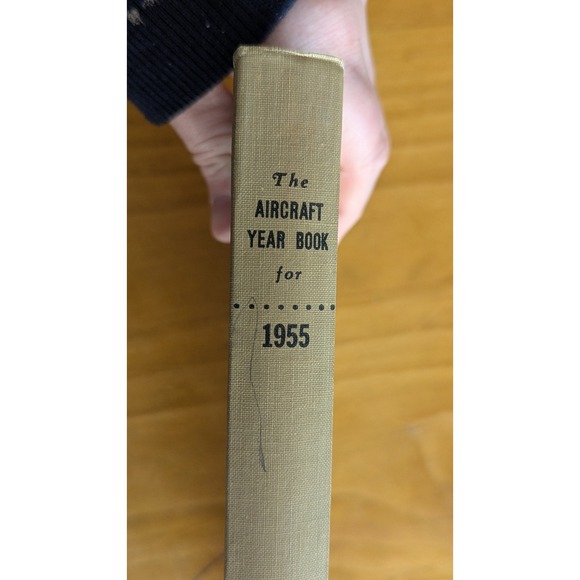 The
AIRCRAFT
YEAR BOOK
for
1955